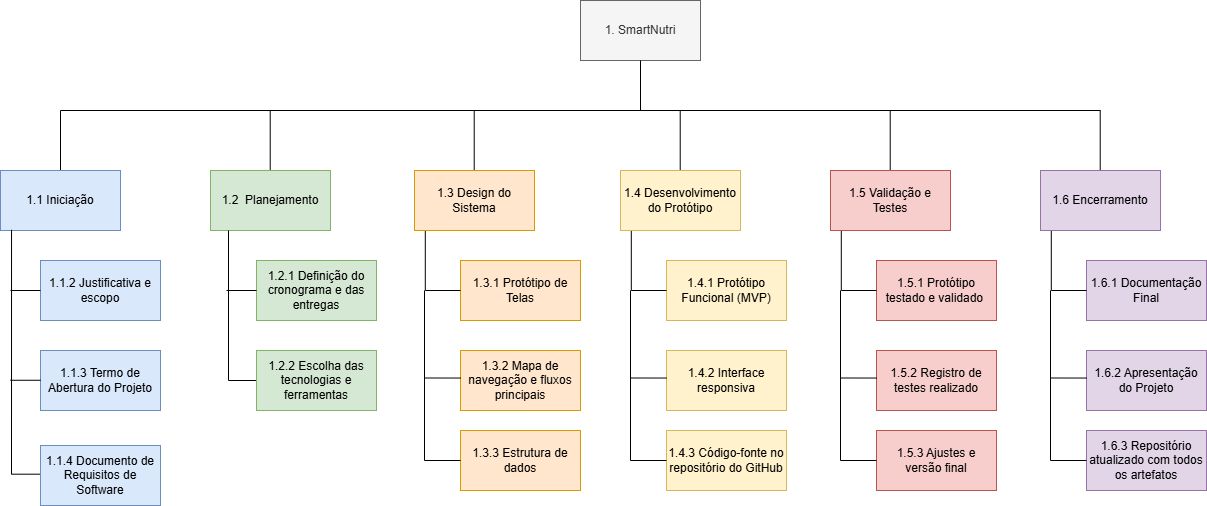 1. SmartNutri
1.1 Iniciação
1.2 Planejamento
1.3 Design do
Sistema
1.4 Desenvolvimento
do Protótipo
1.5 Validação e
Testes
1.6 Encerramento
1.1.2 Justificativa e
escopo
1.1.3 Termo de
Abertura do Projeto
1.1.4 Documento de
Requisitos de
Software
1.2.1 Definição do
cronograma e das
entregas
1.2.2 Escolha das
tecnologias e
ferramentas
1.3.1 Protótipo de
Telas
1.3.2 Mapa de
navegação e fluxos
principais
1.3.3 Estrutura de
dados
1.4.1 Protótipo
Funcional (MVP)
1.4.2 Interface
responsiva
1.4.3 Código-fonte no
repositório do GitHub
1.5.1 Protótipo
testado e validado
1.5.2 Registro de
testes realizado
1.5.3 Ajustes e
versão final
1.6.1 Documentação
Final
1.6.2 Apresentação
do Projeto
1.6.3 Repositório
atualizado com todos
os artefatos